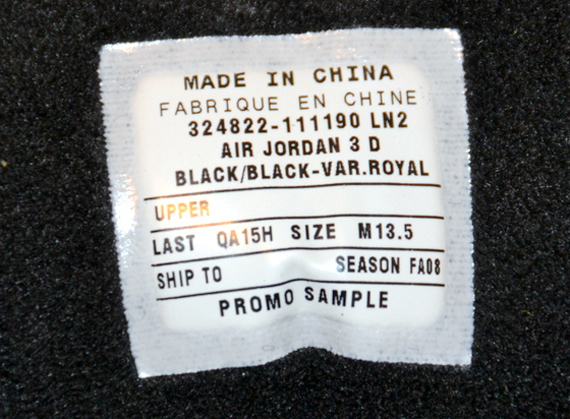 MADE IN CHINA
FABRIQUE EN CHINE
324822-111190 LN2
AIR JORDAN 3 D
BLACK/BLACK-VAR.ROYAL
UPPER
LAST QA15H SIZE M13.5
SHIP TO SEASON FA08
PROMO SAMPLE